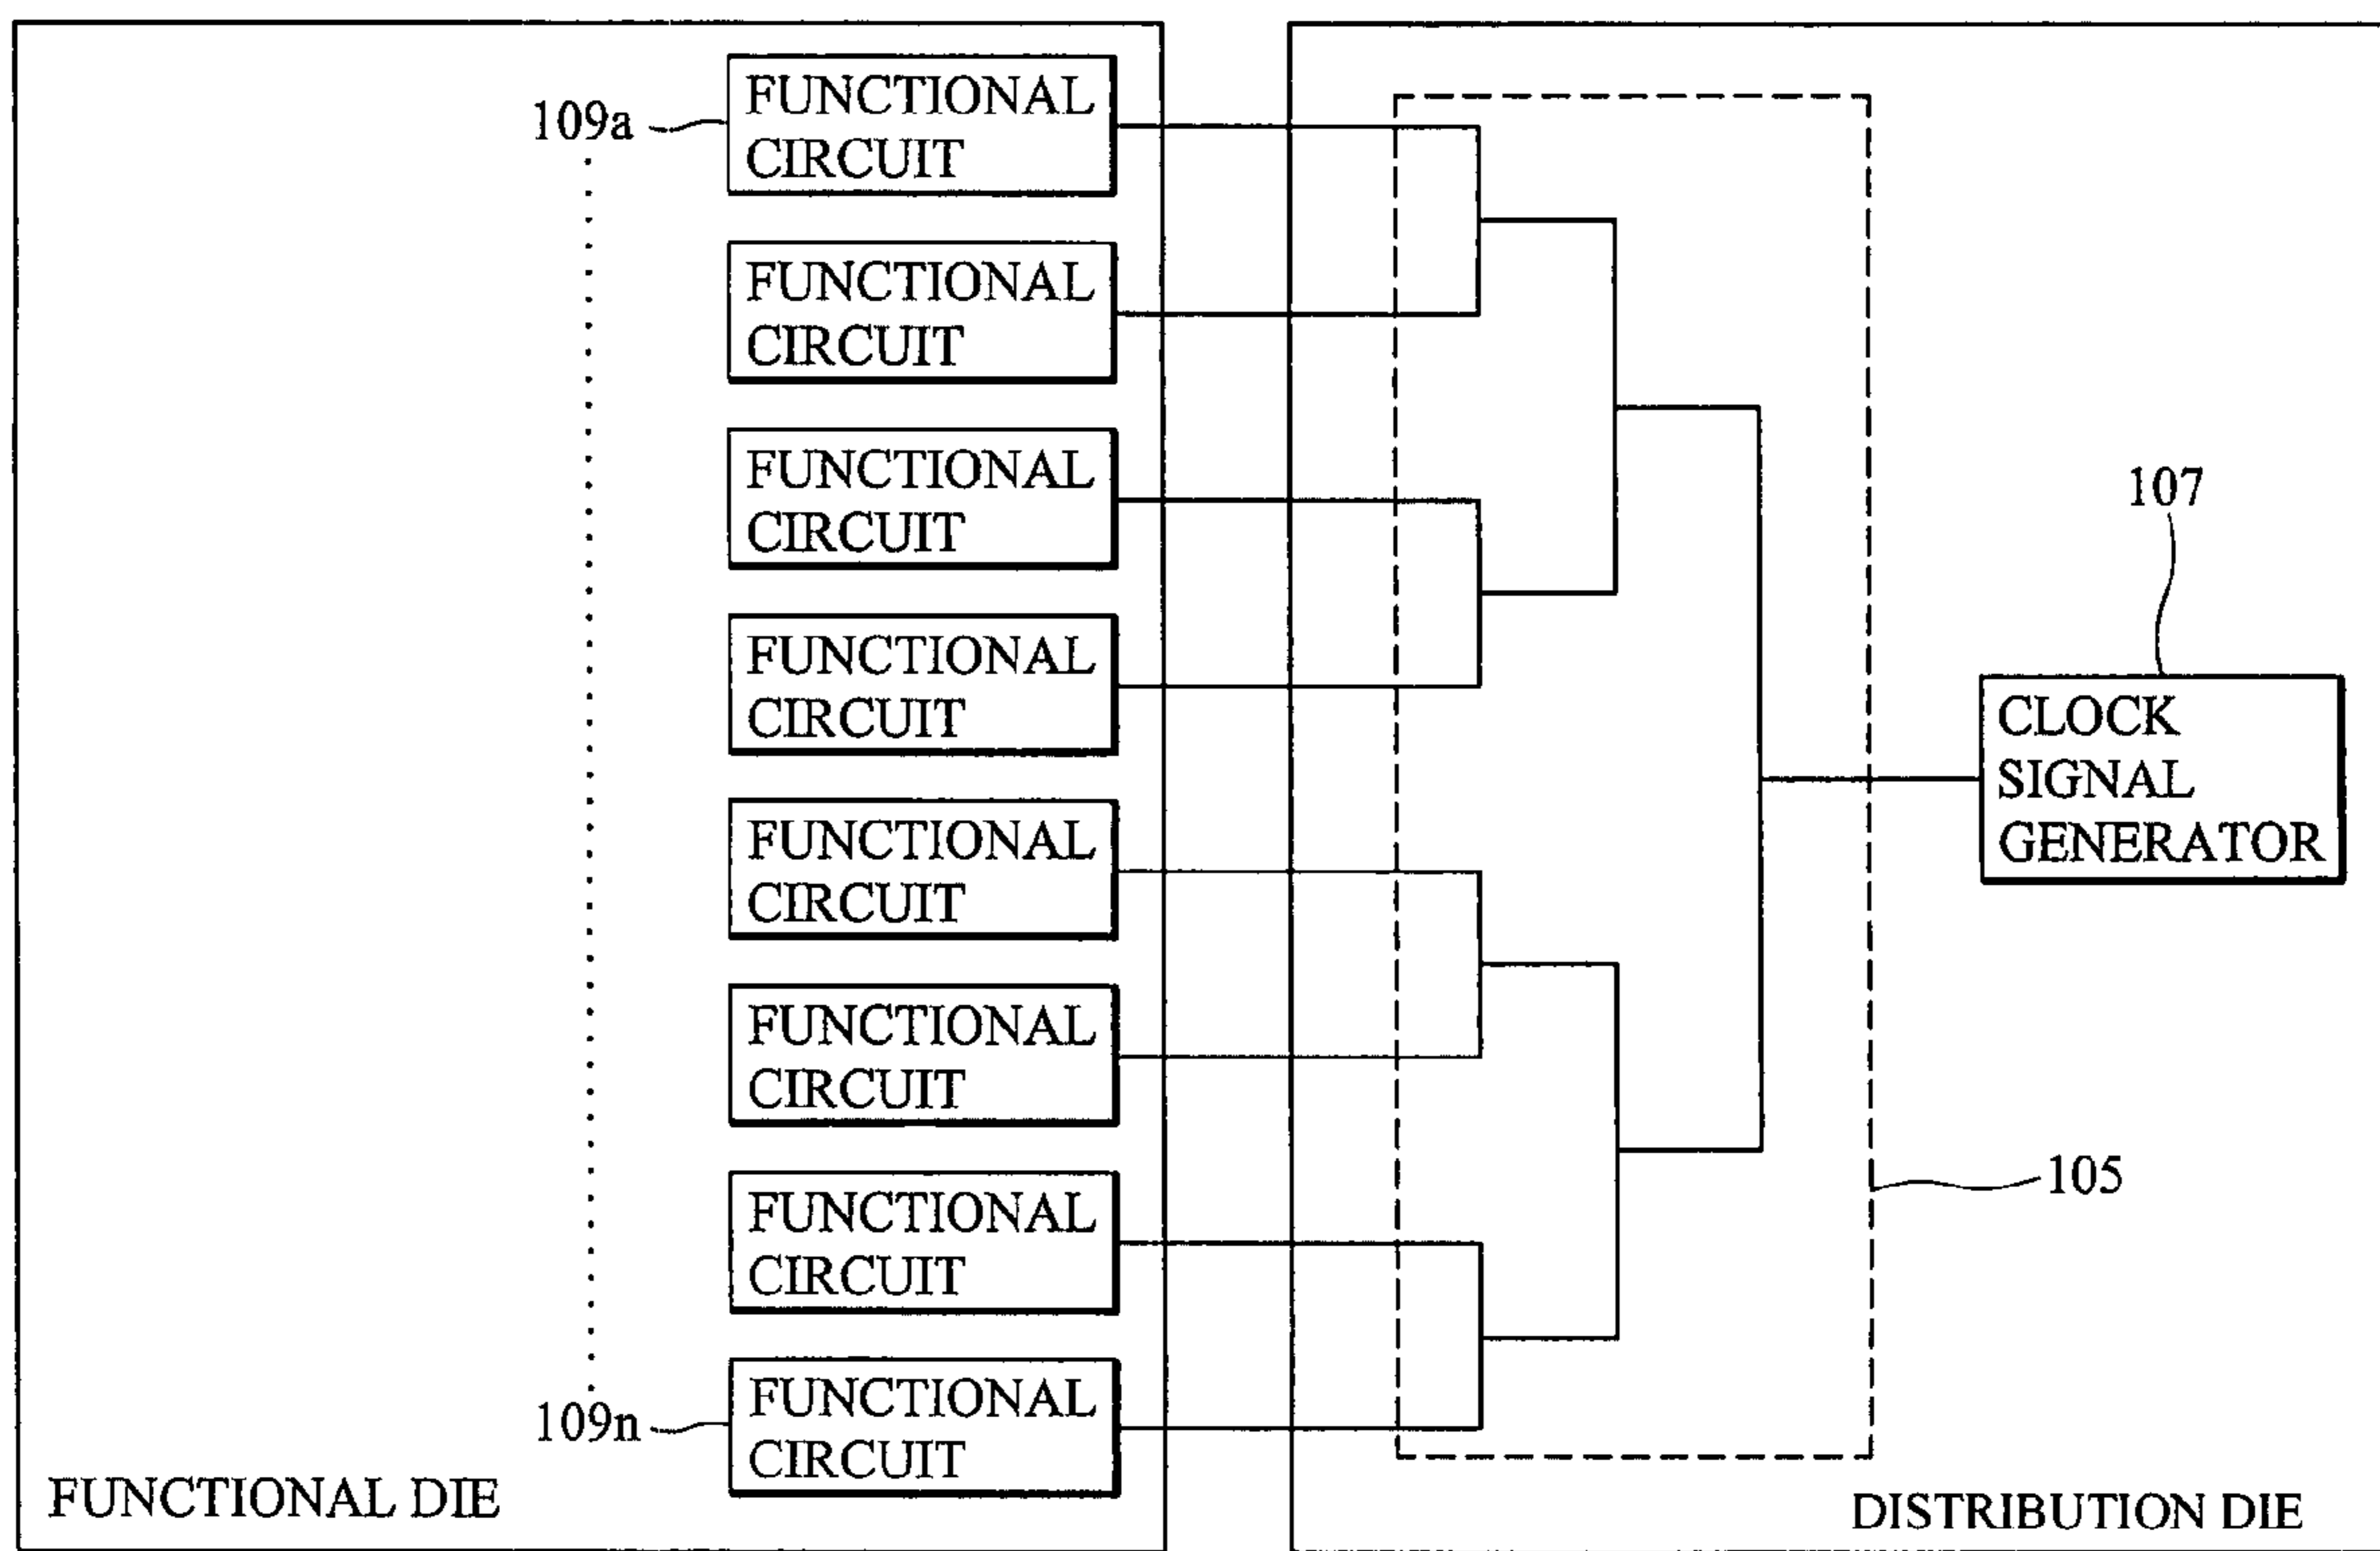 109a
FUNCTIONAL
CIRCUIT
FUNCTIONAL
CIRCUIT
FUNCTIONAL
CIRCUIT
FUNCTIONAL
CIRCUIT
FUNCTIONAL
CIRCUIT
FUNCTIONAL
CIRCUIT
FUNCTIONAL
CIRCUIT
109n
FUNCTIONAL
CIRCUIT
FUNCTIONAL DIE
107
CLOCK
SIGNAL
GENERATOR
105
DISTRIBUTION DIE